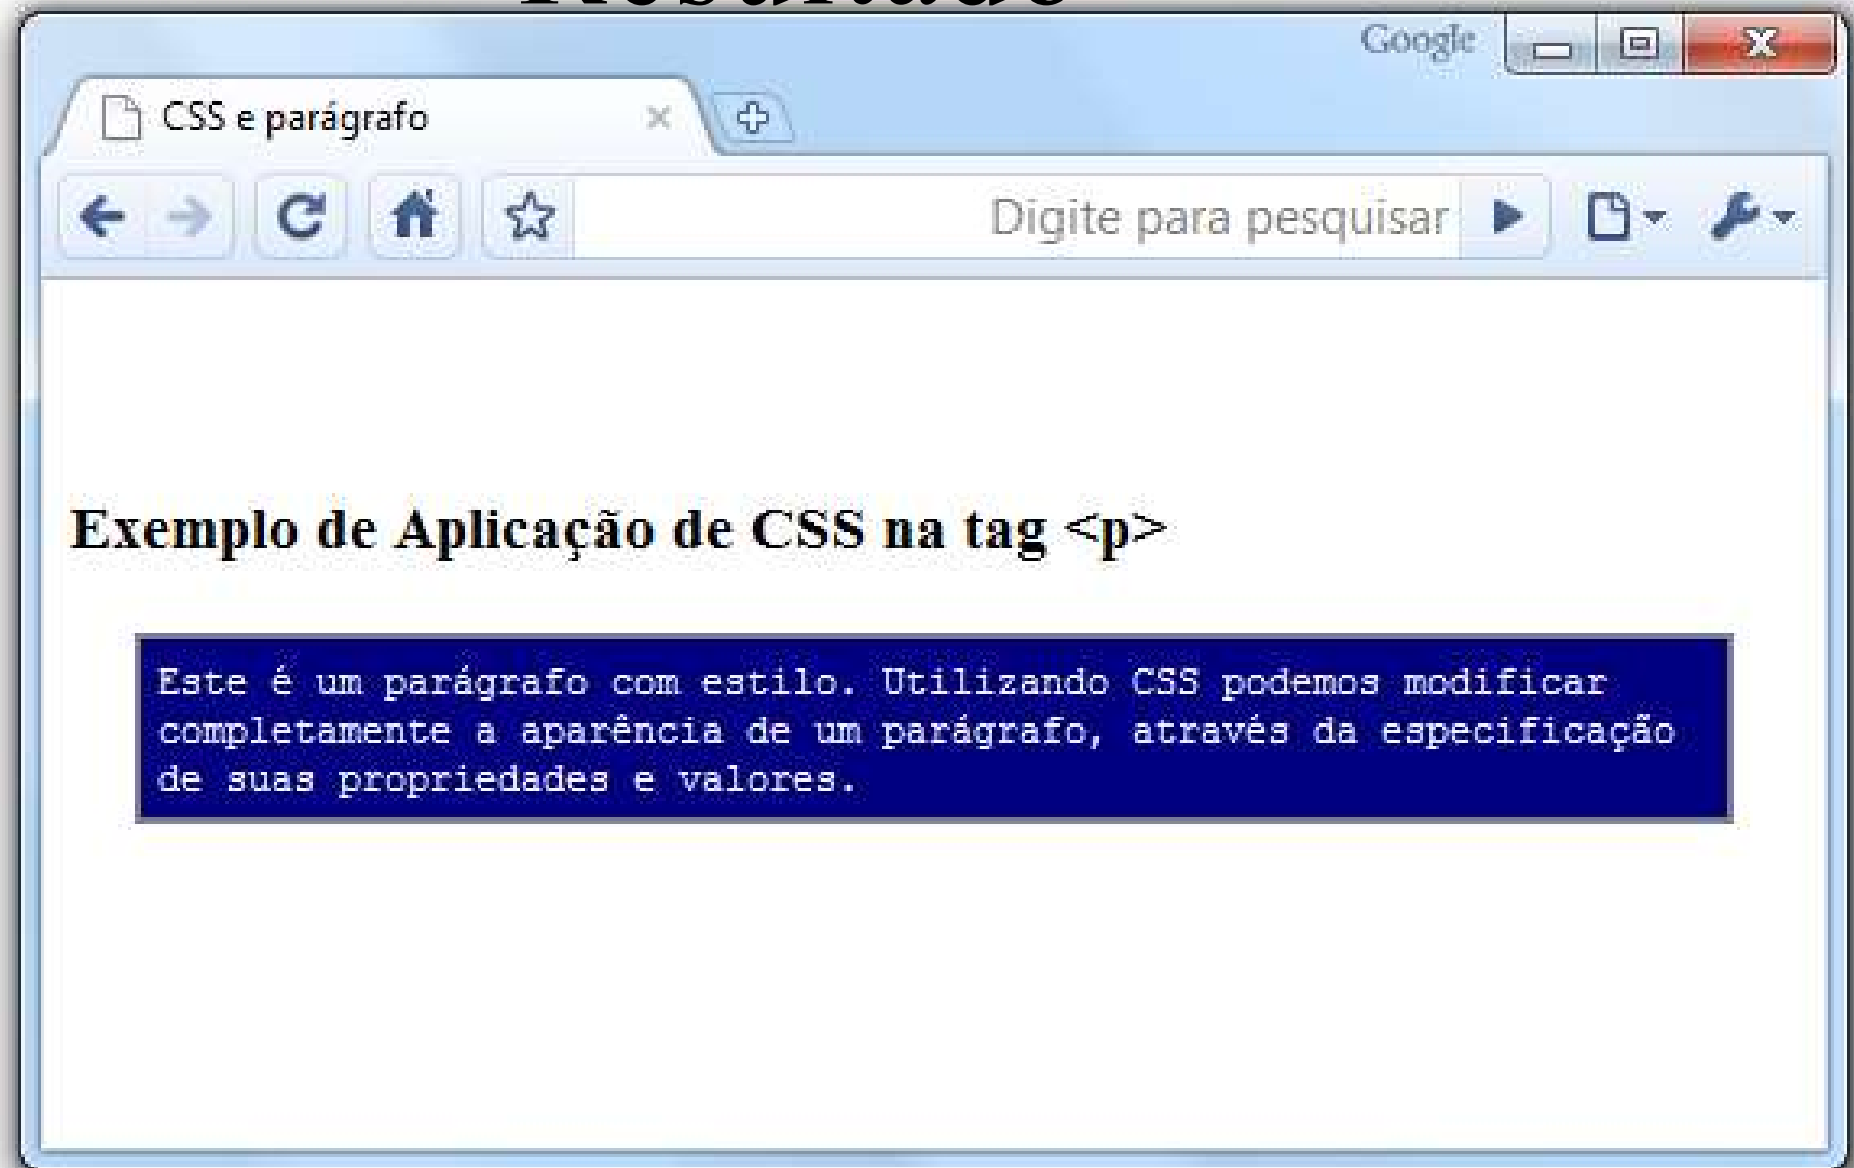 Resultado
Google
CSS e parágrafo
Digite para pesquisar
Exemplo de Aplicação de CSS na tag <p>
Este é um parágrafo com estilo. Utilizando CSS podemos modificar
completamente a aparência de um parágrafo, através da especificação
de suas propriedades e valores.